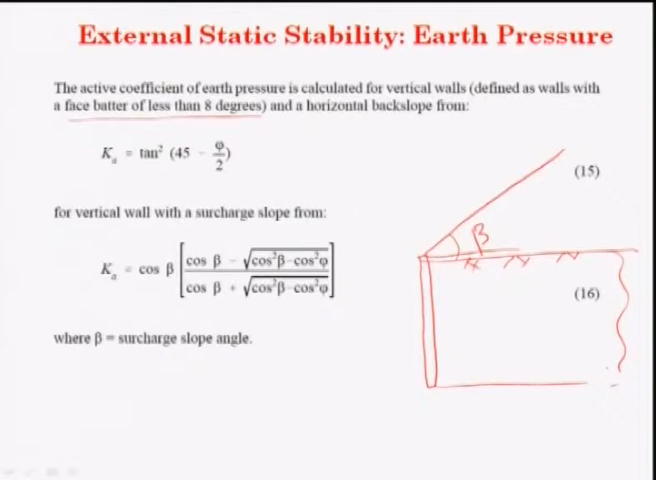 External Static Stability: Earth Pressure
The active coefficient of earth pressure is calculated for vertical walls (defined as walls with
a face batter of less than 8 degrees) and a horizontal backslope from:
K_a = tan² (45 - φ/2)
(15)
β
for vertical wall with a surcharge slope from:
K_a = cos β [(cos β - √(cos²β - cos²φ)) / (cos β + √(cos²β - cos²φ))]
(16)
where β = surcharge slope angle.